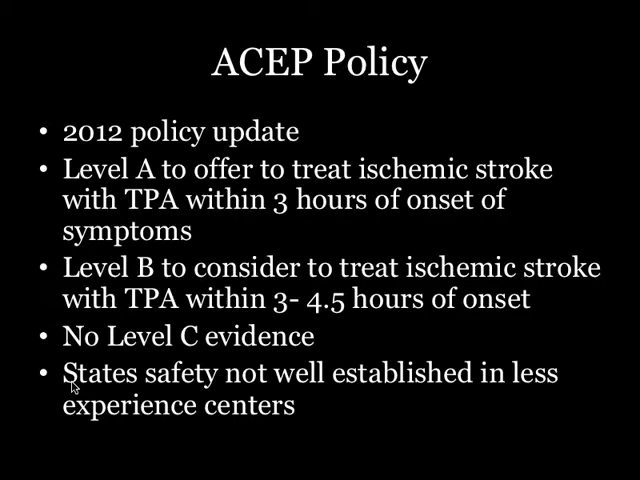 ACEP Policy
• 2012 policy update
• Level A to offer to treat ischemic stroke
with TPA within 3 hours of onset of
symptoms
• Level B to consider to treat ischemic stroke
with TPA within 3- 4.5 hours of onset
• No Level C evidence
• States safety not well established in less
experience centers